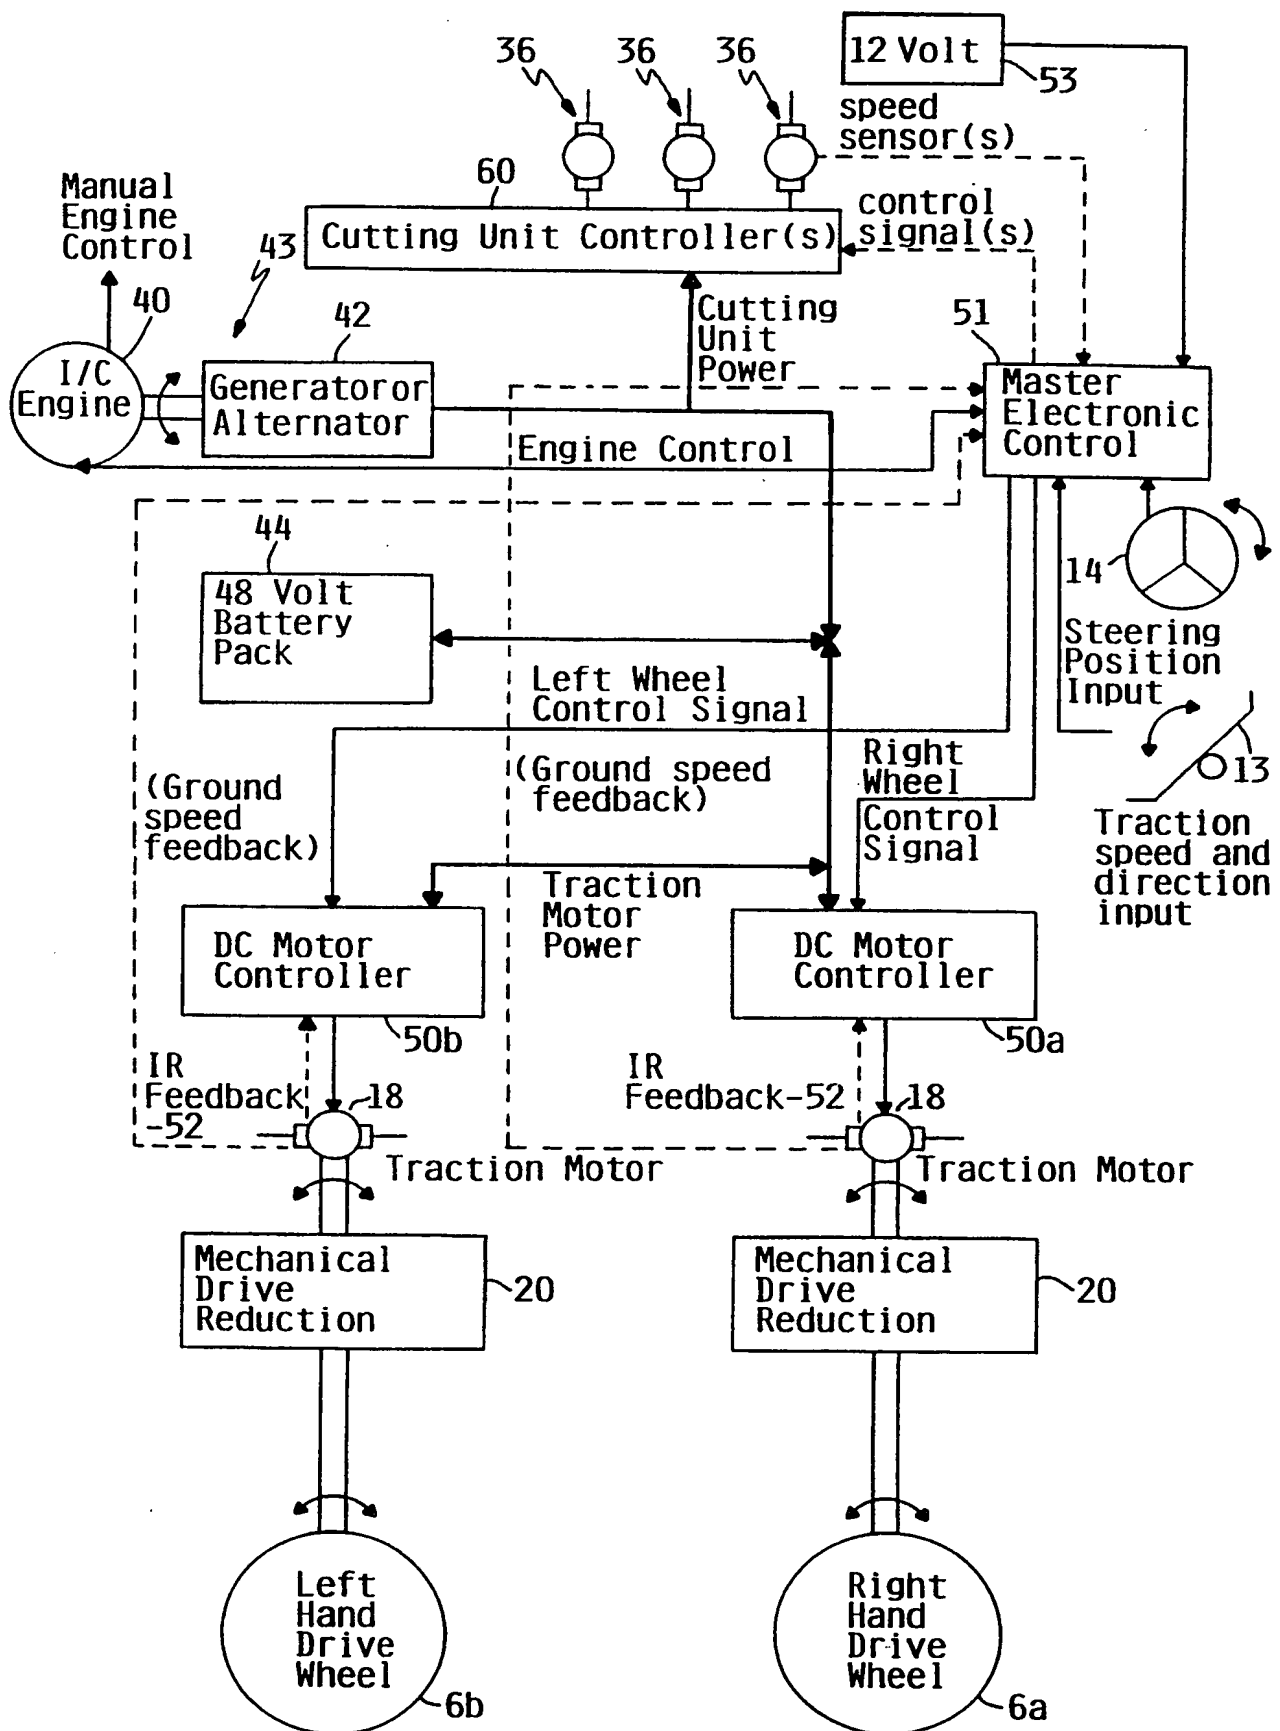 36
36
36
12 Volt
53
speed
sensor(s)
60
Manual
Engine
Control
43
Cutting Unit Controller(s)
control
signal(s)
40
42
Cutting
Unit
Power
51
I/C
Engine
Generatoror
Alternator
Master
Electronic
Control
Engine Control
44
48 Volt
Battery
Pack
14
Steering
Position
Input
Left Wheel
Control Signal
Right
Wheel
Control
Signal
13
(Ground
speed
feedback)
(Ground speed
feedback)
Traction
speed and
direction
input
Traction
Motor
Power
DC Motor
Controller
DC Motor
Controller
50b
50a
IR
Feedback
-52
18
IR
Feedback-52
18
Traction Motor
Traction Motor
Mechanical
Drive
Reduction
20
Mechanical
Drive
Reduction
20
Left
Hand
Drive
Wheel
6b
Right
Hand
Drive
Wheel
6a